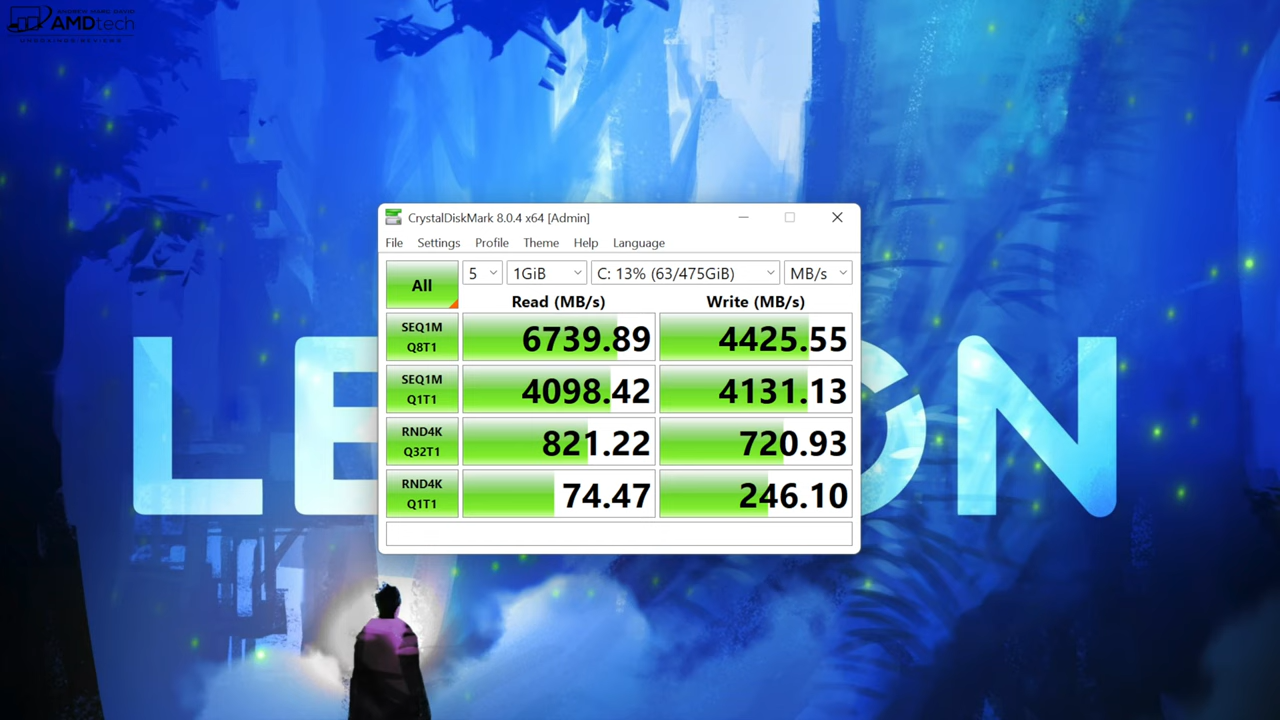 AMDtech
CrystalDiskMark 8.0.4 x64 [Admin]
File Settings Profile Theme Help Language
All 5 1GiB C: 13% (63/475GiB) MB/s
Read (MB/s) Write (MB/s)
SEQ1M
Q8T1 6739.89 4425.55
SEQ1M
Q1T1 4098.42 4131.13
RND4K
Q32T1 821.22 720.93
RND4K
Q1T1 74.47 246.10
LE ON